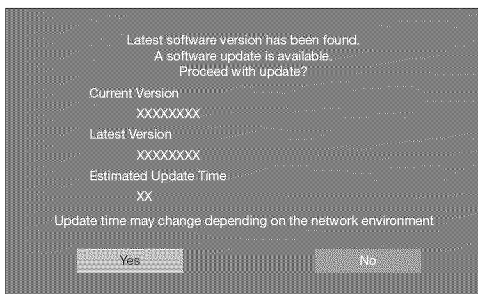 Latest software version has been found.
A software update is available.
Proceed with update?
Current Version
XXXXXXXX
Latest Version
XXXXXXXX
Estimated Update Time
XX
Update time may change depending on the network environment
Yes
No